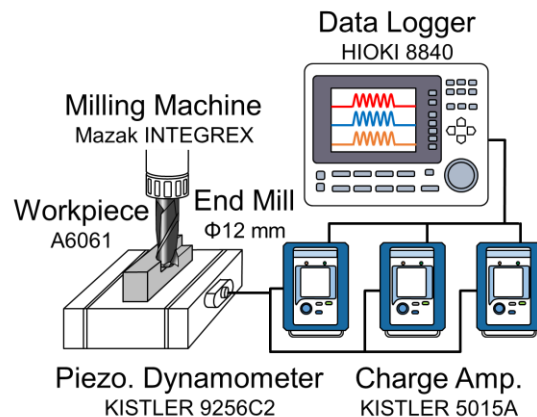 Data Logger
HIOKI 8840
Milling Machine
Mazak INTEGREX
Workpiece
A6061
End Mill
Φ12 mm
Piezo. Dynamometer
KISTLER 9256C2
Charge Amp.
KISTLER 5015A